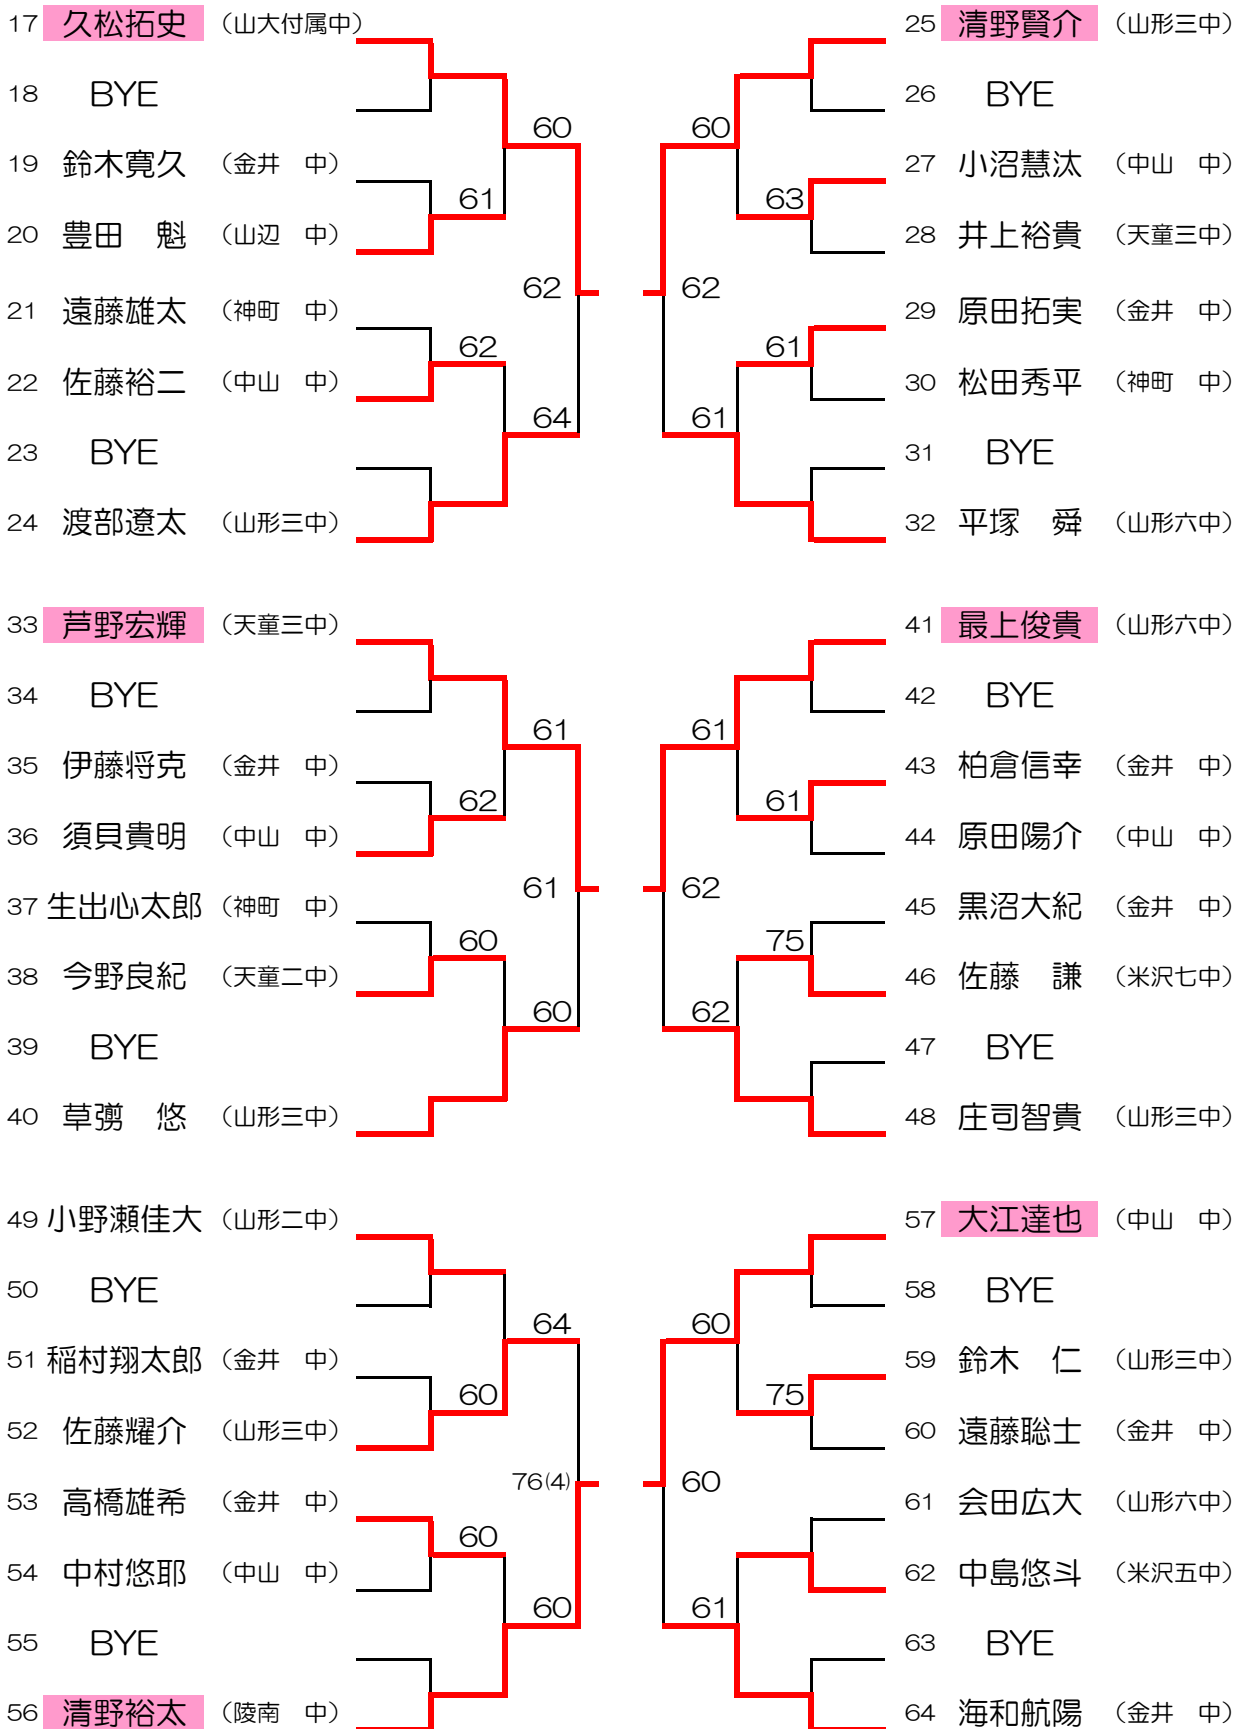 17 久松拓史 （山大付属中）
18 BYE
60
19 鈴木寛久 （金井　中）
61
20 豊田　魁 （山辺　中）
62
21 遠藤雄太 （神町　中）
62
22 佐藤裕二 （中山　中）
64
23 BYE
24 渡部遼太 （山形三中）
25 清野賢介 （山形三中）
26 BYE
60
27 小沼慧汰 （中山　中）
63
28 井上裕貴 （天童三中）
62
29 原田拓実 （金井　中）
61
30 松田秀平 （神町　中）
61
31 BYE
32 平塚　舜 （山形六中）
33 芦野宏輝 （天童三中）
34 BYE
61
35 伊藤将克 （金井　中）
62
36 須貝貴明 （中山　中）
61
37 生出心太郎 （神町　中）
60
38 今野良紀 （天童二中）
60
39 BYE
40 草彅　悠 （山形三中）
41 最上俊貴 （山形六中）
42 BYE
61
43 柏倉信幸 （金井　中）
61
44 原田陽介 （中山　中）
62
45 黒沼大紀 （金井　中）
75
46 佐藤　謙 （米沢七中）
62
47 BYE
48 庄司智貴 （山形三中）
49 小野瀬佳大 （山形二中）
50 BYE
64
51 稲村翔太郎 （金井　中）
60
52 佐藤耀介 （山形三中）
76(4)
53 高橋雄希 （金井　中）
60
54 中村悠耶 （中山　中）
60
55 BYE
56 清野裕太 （陵南　中）
57 大江達也 （中山　中）
58 BYE
60
59 鈴木　仁 （山形三中）
75
60 遠藤聡士 （金井　中）
60
61 会田広大 （山形六中）
62 中島悠斗 （米沢五中）
61
63 BYE
64 海和航陽 （金井　中）